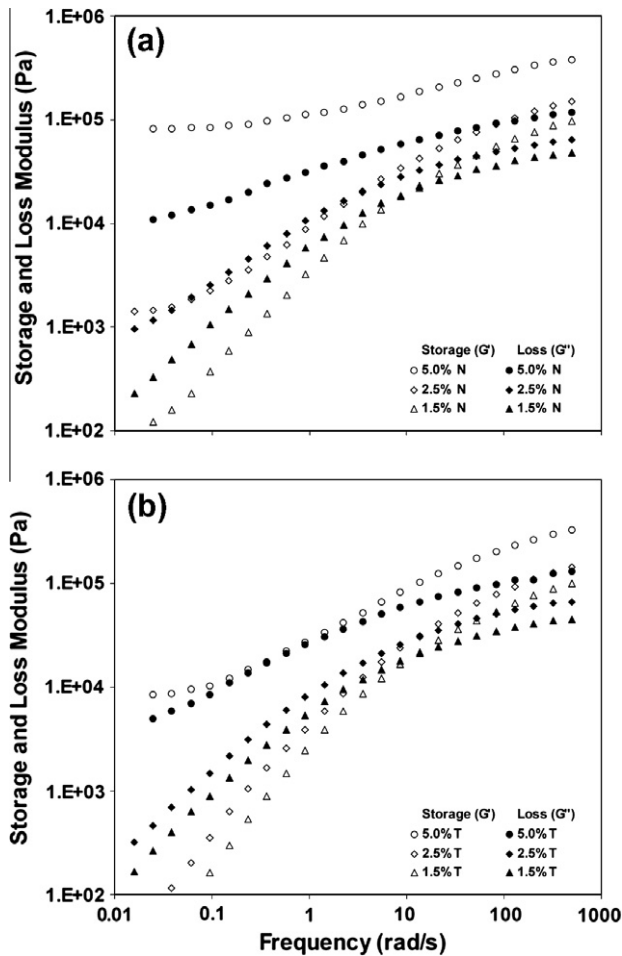 (a)
Storage and Loss Modulus (Pa)
1.E+06
1.E+05
1.E+04
1.E+03
1.E+02
Storage (G') Loss (G'')
5.0% N 5.0% N
2.5% N 2.5% N
1.5% N 1.5% N
(b)
Storage and Loss Modulus (Pa)
1.E+06
1.E+05
1.E+04
1.E+03
1.E+02
Storage (G') Loss (G'')
5.0% T 5.0% T
2.5% T 2.5% T
1.5% T 1.5% T
0.01 0.1 1 10 100 1000
Frequency (rad/s)